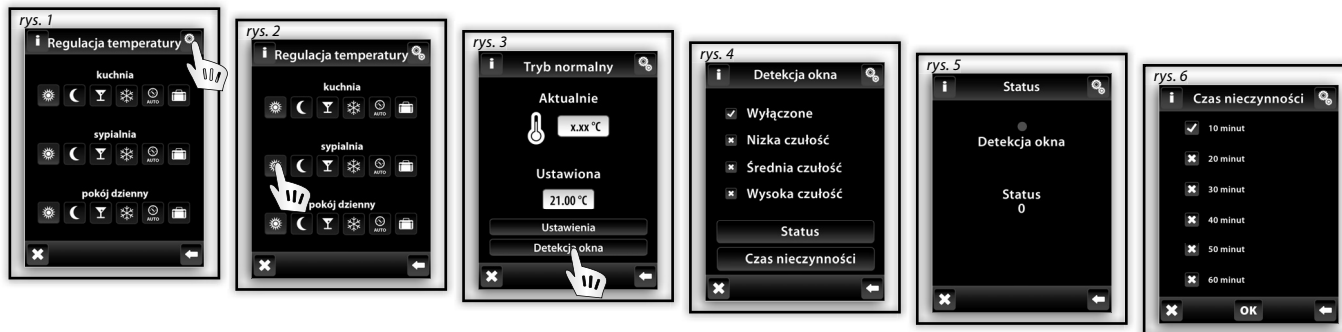 rys. 1
i Regulacja temperatury
kuchnia
AUTO
sypialnia
AUTO
pokój dzienny
AUTO
rys. 2
i Regulacja temperatury
kuchnia
AUTO
sypialnia
AUTO
pokój dzienny
AUTO
rys. 3
i Tryb normalny
Aktualnie
x.xx °C
Ustawiona
21.00 °C
Ustawienia
Detekcja okna
rys. 4
i Detekcja okna
Wyłączone
Nizka czułość
Średnia czułość
Wysoka czułość
Status
Czas nieczynności
rys. 5
i Status
Detekcja okna
Status
0
rys. 6
i Czas nieczynności
10 minut
20 minut
30 minut
40 minut
50 minut
60 minut
OK